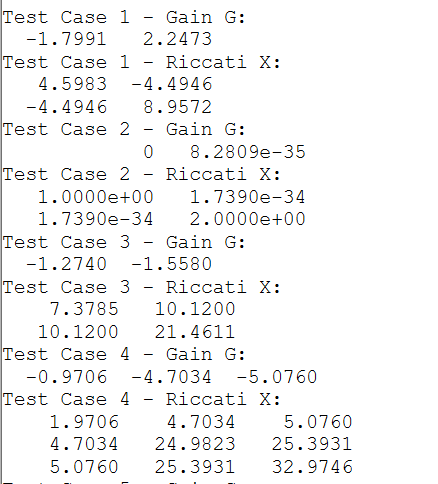 Test Case 1 - Gain G:
-1.7991 2.2473
Test Case 1 - Riccati X:
4.5983 -4.4946
-4.4946 8.9572
Test Case 2 - Gain G:
0 8.2809e-35
Test Case 2 - Riccati X:
1.0000e+00 1.7390e-34
1.7390e-34 2.0000e+00
Test Case 3 - Gain G:
-1.2740 -1.5580
Test Case 3 - Riccati X:
7.3785 10.1200
10.1200 21.4611
Test Case 4 - Gain G:
-0.9706 -4.7034 -5.0760
Test Case 4 - Riccati X:
1.9706 4.7034 5.0760
4.7034 24.9823 25.3931
5.0760 25.3931 32.9746